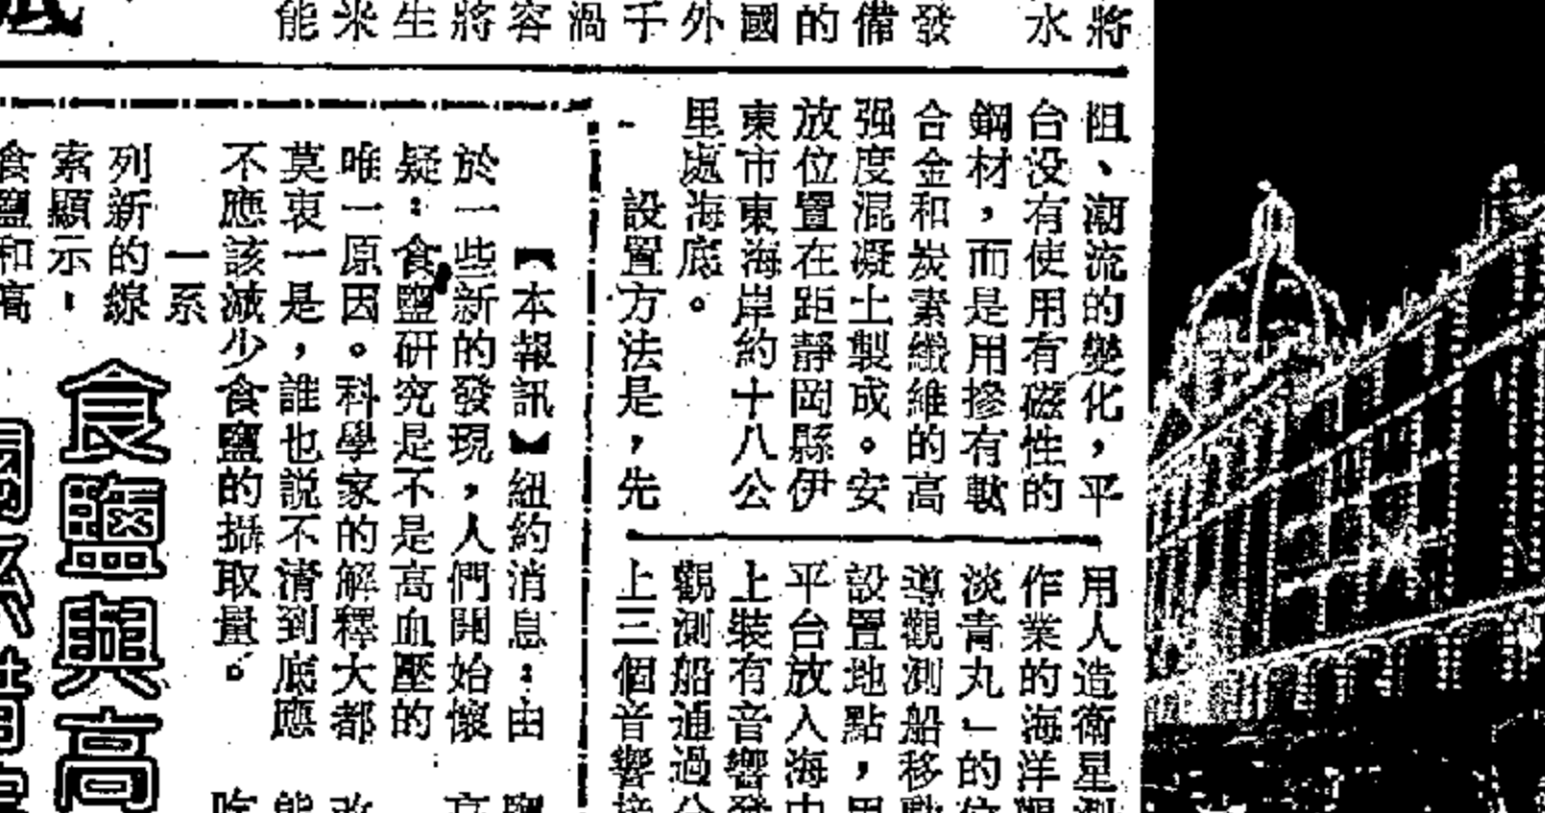 將
水
發
備
的
國
外
千
渦
容
將
生
米
能
阻、潮流的變化，平
台没有使用有磁性的
鋼材，而是用摻有軚
合金和炭素纖維的高
强度混凝土製成。安
放位置在距靜岡縣伊
東市東海岸約十八公
里處海底。
設置方法是，先
用人造衛星測
作業的海洋觀
淡青丸」的位
導觀測船移動
設置地點，用
平台放入海中
上裝有音響發
觀測船通過分
上三個音響接
【本報訊】紐約消息：由
於一些新的發現，人們開始懷
疑：食鹽研究是不是高血壓的
唯一原因。科學家的解釋大都
莫衷一是，誰也説不清到底應
不應該減少食鹽的攝取量。
一系
列新的線
索顯示，
食鹽和高
食鹽與高